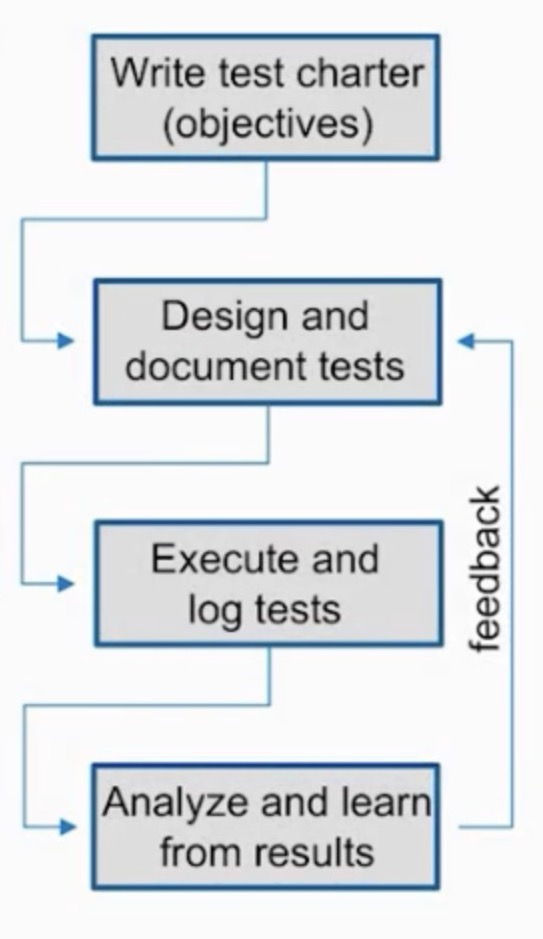 Write test charter
(objectives)
Design and
document tests
Execute and
log tests
feedback
Analyze and learn
from results